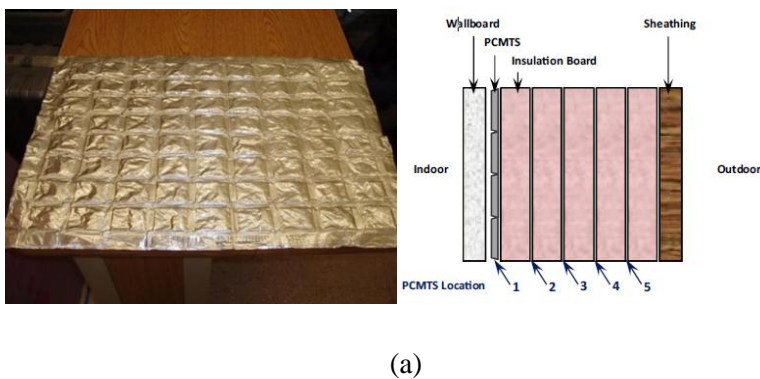 Wallboard
Sheathing
PCMTS
Insulation Board
Indoor
Outdoor
PCMTS Location 1 2 3 4 5
(a)